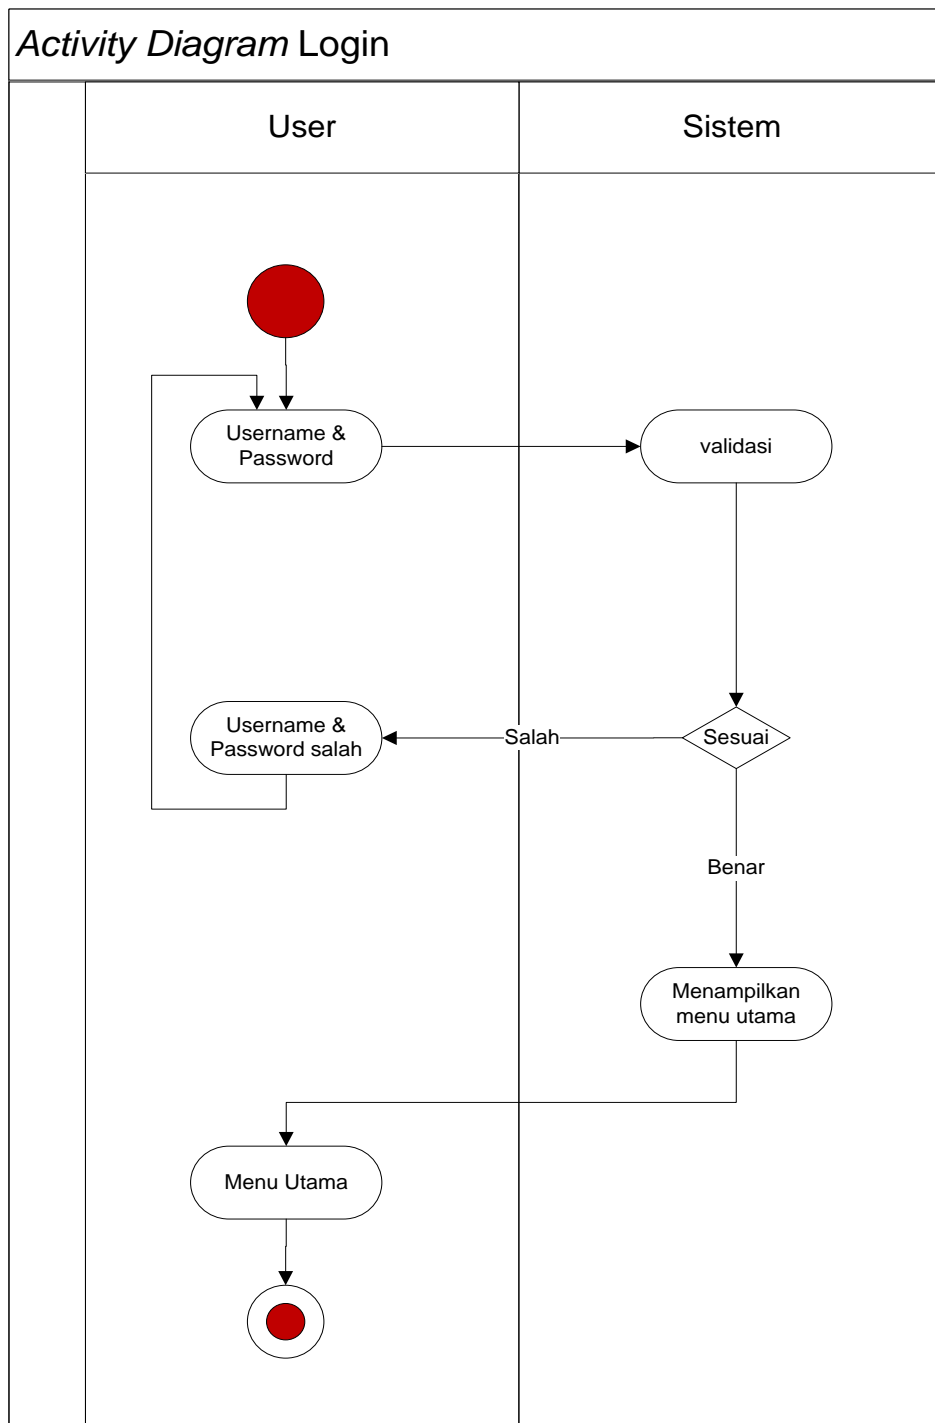 Activity Diagram Login
User
Sistem
Username &
Password
validasi
Username &
Password salah
Salah
Sesuai
Benar
Menampilkan
menu utama
Menu Utama